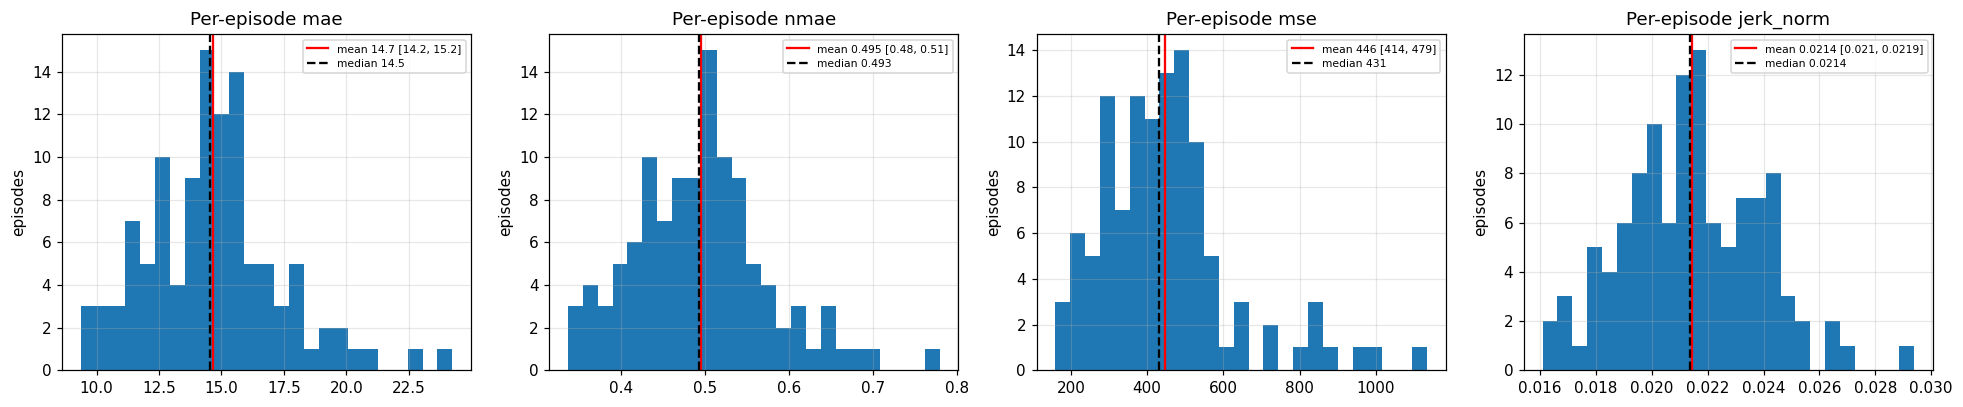 Per-episode mae
mean 14.7 [14.2, 15.2]
median 14.5
episodes
14
12
10
8
6
4
2
0
10.0 12.5 15.0 17.5 20.0 22.5
Per-episode nmae
mean 0.495 [0.48, 0.51]
median 0.493
episodes
14
12
10
8
6
4
2
0
0.4 0.5 0.6 0.7 0.8
Per-episode mse
mean 446 [414, 479]
median 431
episodes
14
12
10
8
6
4
2
0
200 400 600 800 1000
Per-episode jerk_norm
mean 0.0214 [0.021, 0.0219]
median 0.0214
episodes
12
10
8
6
4
2
0
0.016 0.018 0.020 0.022 0.024 0.026 0.028 0.030